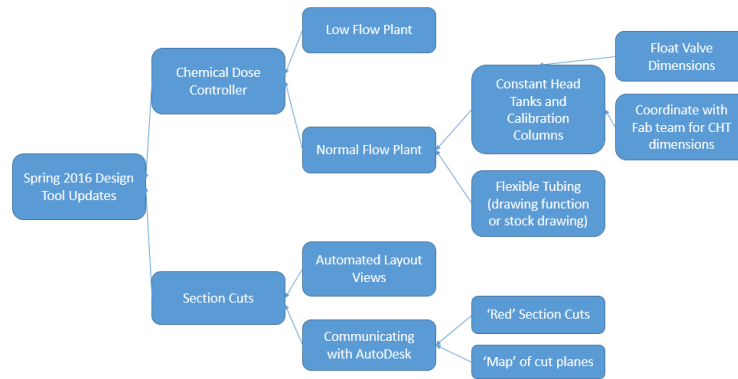 Low Flow Plant
Chemical Dose
Controller
Float Valve
Dimensions
Constant Head
Tanks and
Calibration
Columns
Coordinate with
Fab team for CHT
dimensions
Normal Flow Plant
Spring 2016 Design
Tool Updates
Flexible Tubing
(drawing function
or stock drawing)
Automated Layout
Views
Section Cuts
Communicating
with AutoDesk
‘Red’ Section Cuts
‘Map’ of cut planes